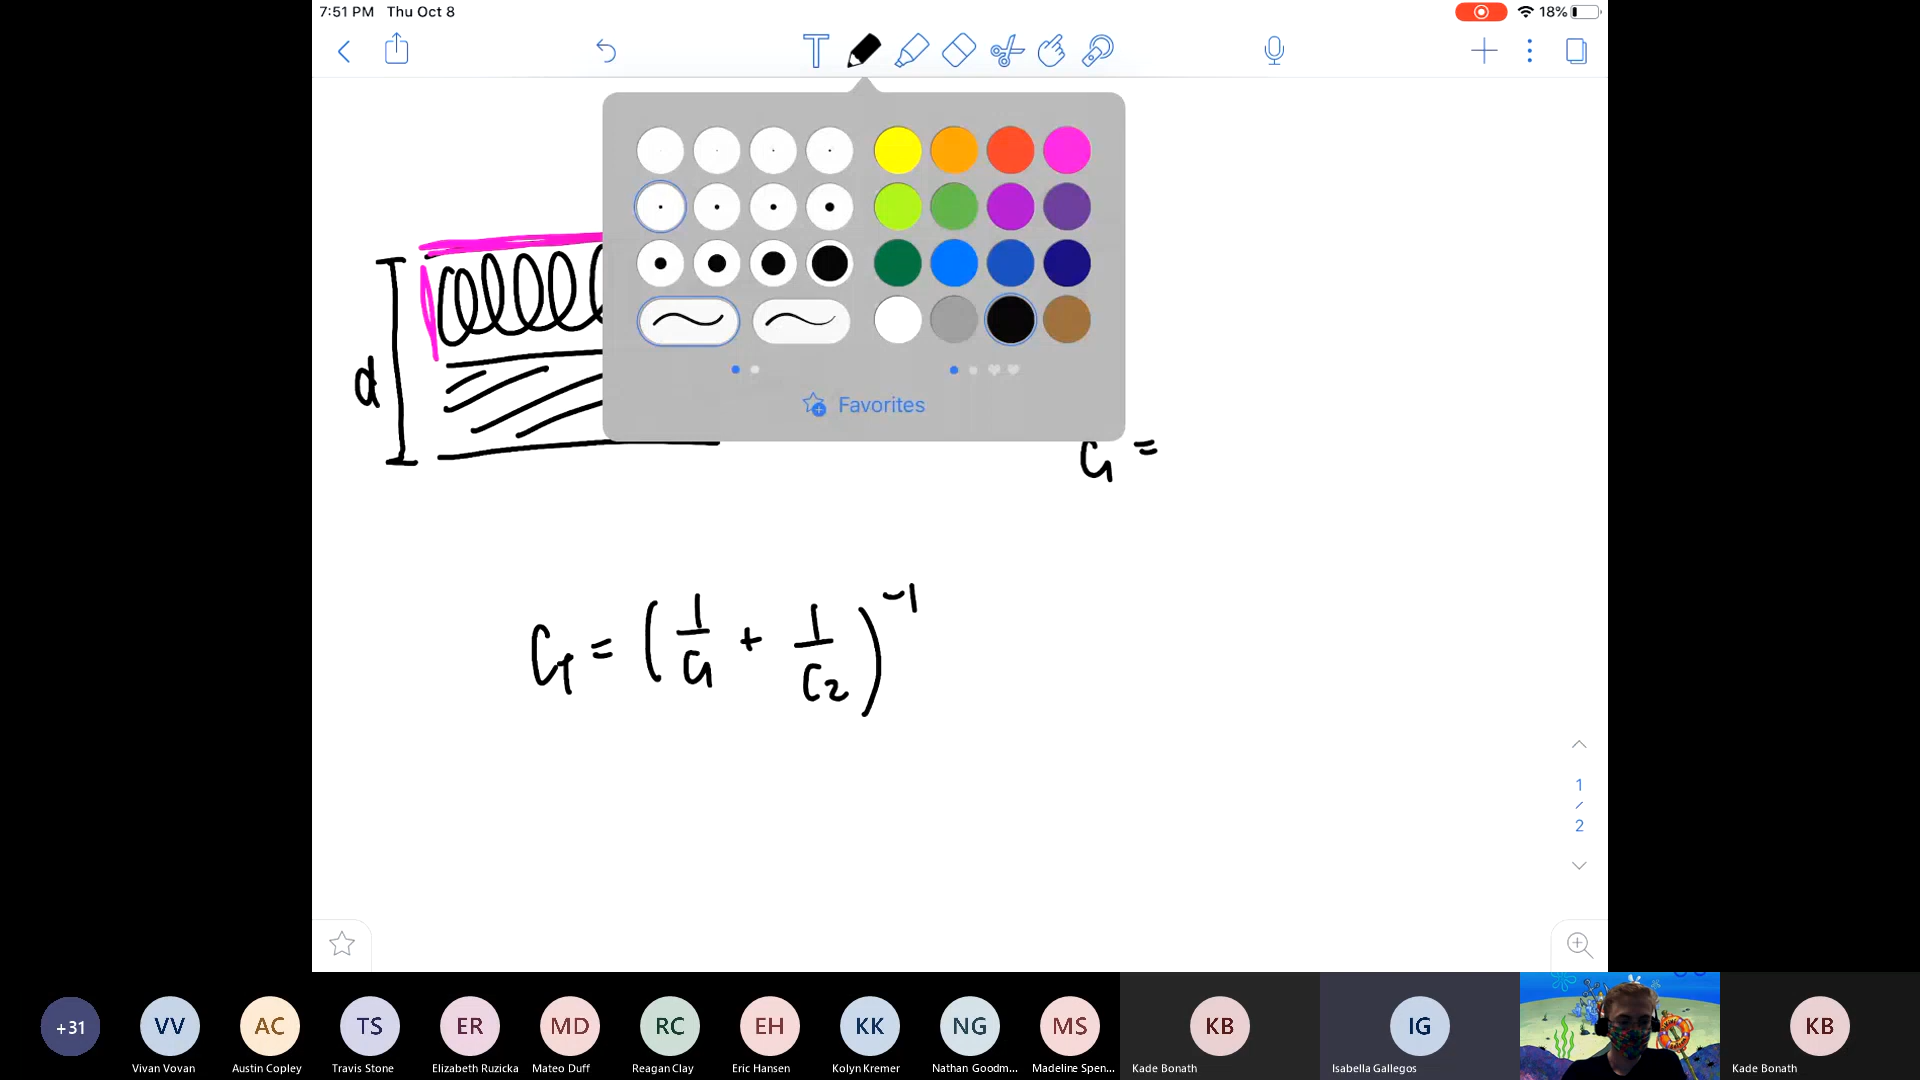 7:51 PM Thu Oct 8
18%
T
Favorites
d
C1 =
CT = (1/C1 + 1/C2)^-1
1
/
2
+31
VV
AC
TS
ER
MD
RC
EH
KK
NG
MS
KB
IG
KB
Vivan Vovan
Austin Copley
Travis Stone
Elizabeth Ruzicka
Mateo Duff
Reagan Clay
Eric Hansen
Kolyn Kremer
Nathan Goodm...
Madeline Spen...
Kade Bonath
Isabella Gallegos
Kade Bonath